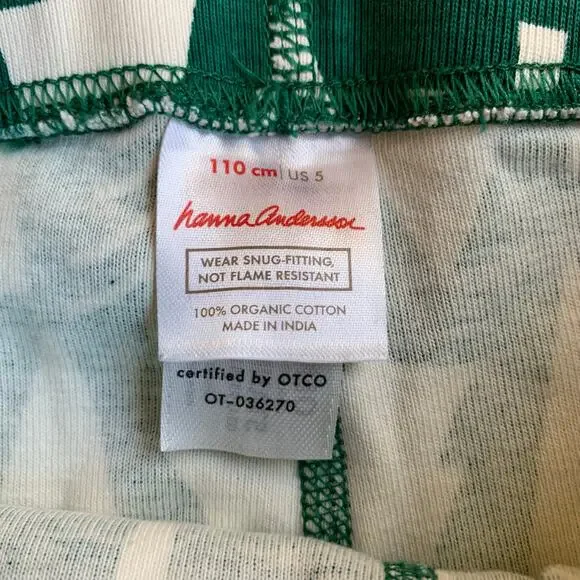 110 cm | US 5
hanna andersson
WEAR SNUG-FITTING,
NOT FLAME RESISTANT
100% ORGANIC COTTON
MADE IN INDIA
certified by OTCO
OT-036270